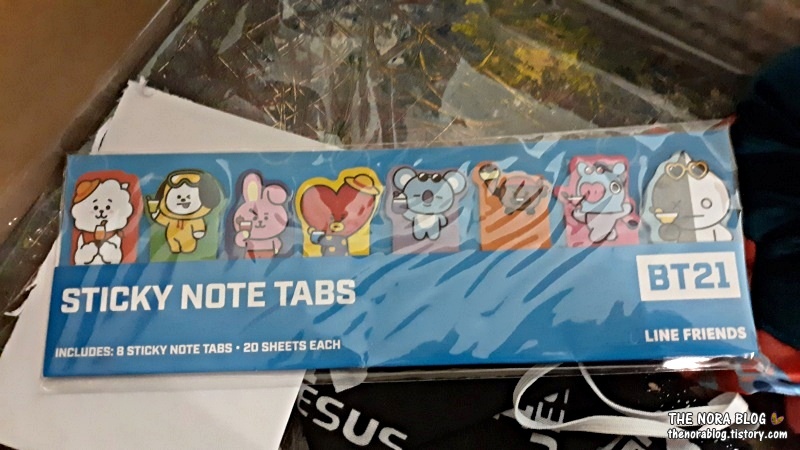 STICKY NOTE TABS
BT21
INCLUDES: 8 STICKY NOTE TABS • 20 SHEETS EACH
LINE FRIENDS
ESUS
THE NORA BLOG
thenorablog.tistory.com